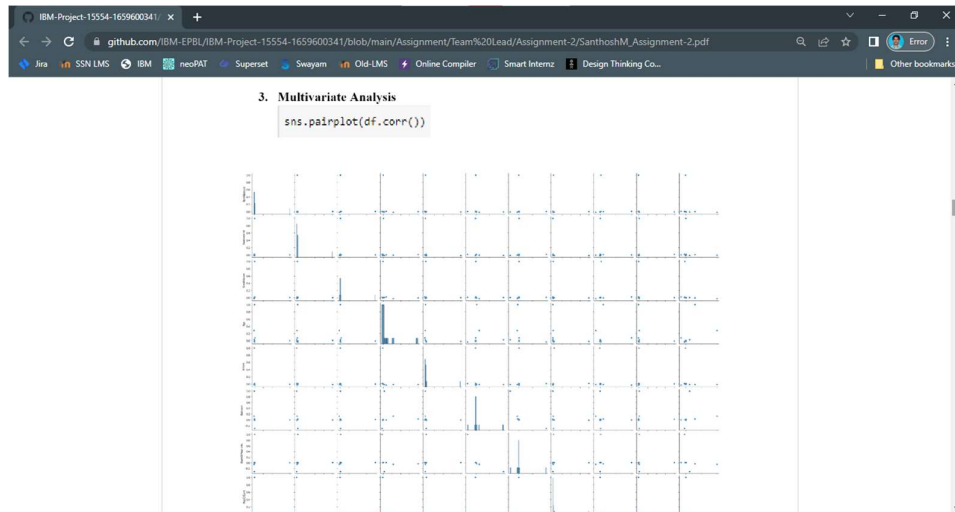 IBM-Project-15554-1659600341/
github.com/IBM-EPBL/IBM-Project-15554-1659600341/blob/main/Assignment/Team%20Lead/Assignment-2/SanthoshM_Assignment-2.pdf
Error
Jira SSN LMS IBM neoPAT Superset Swayam Old-LMS Online Compiler Smart Internz Design Thinking Co... Other bookmarks
3. Multivariate Analysis
sns.pairplot(df.corr())